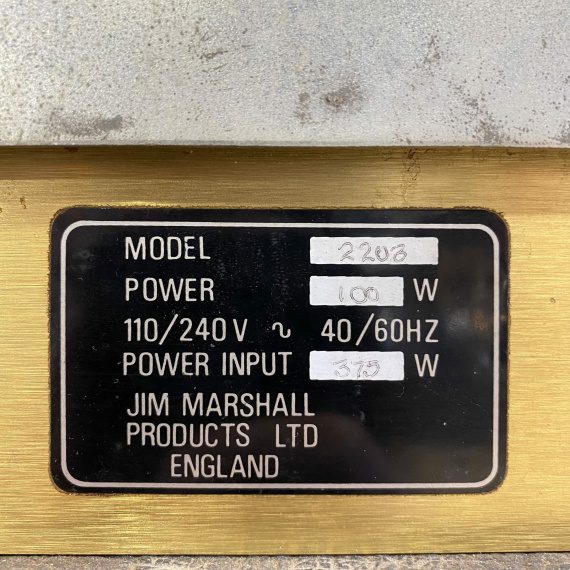 MODEL 2203
POWER 100 W
110/240V ~ 40/60HZ
POWER INPUT 375 W
JIM MARSHALL
PRODUCTS LTD
ENGLAND